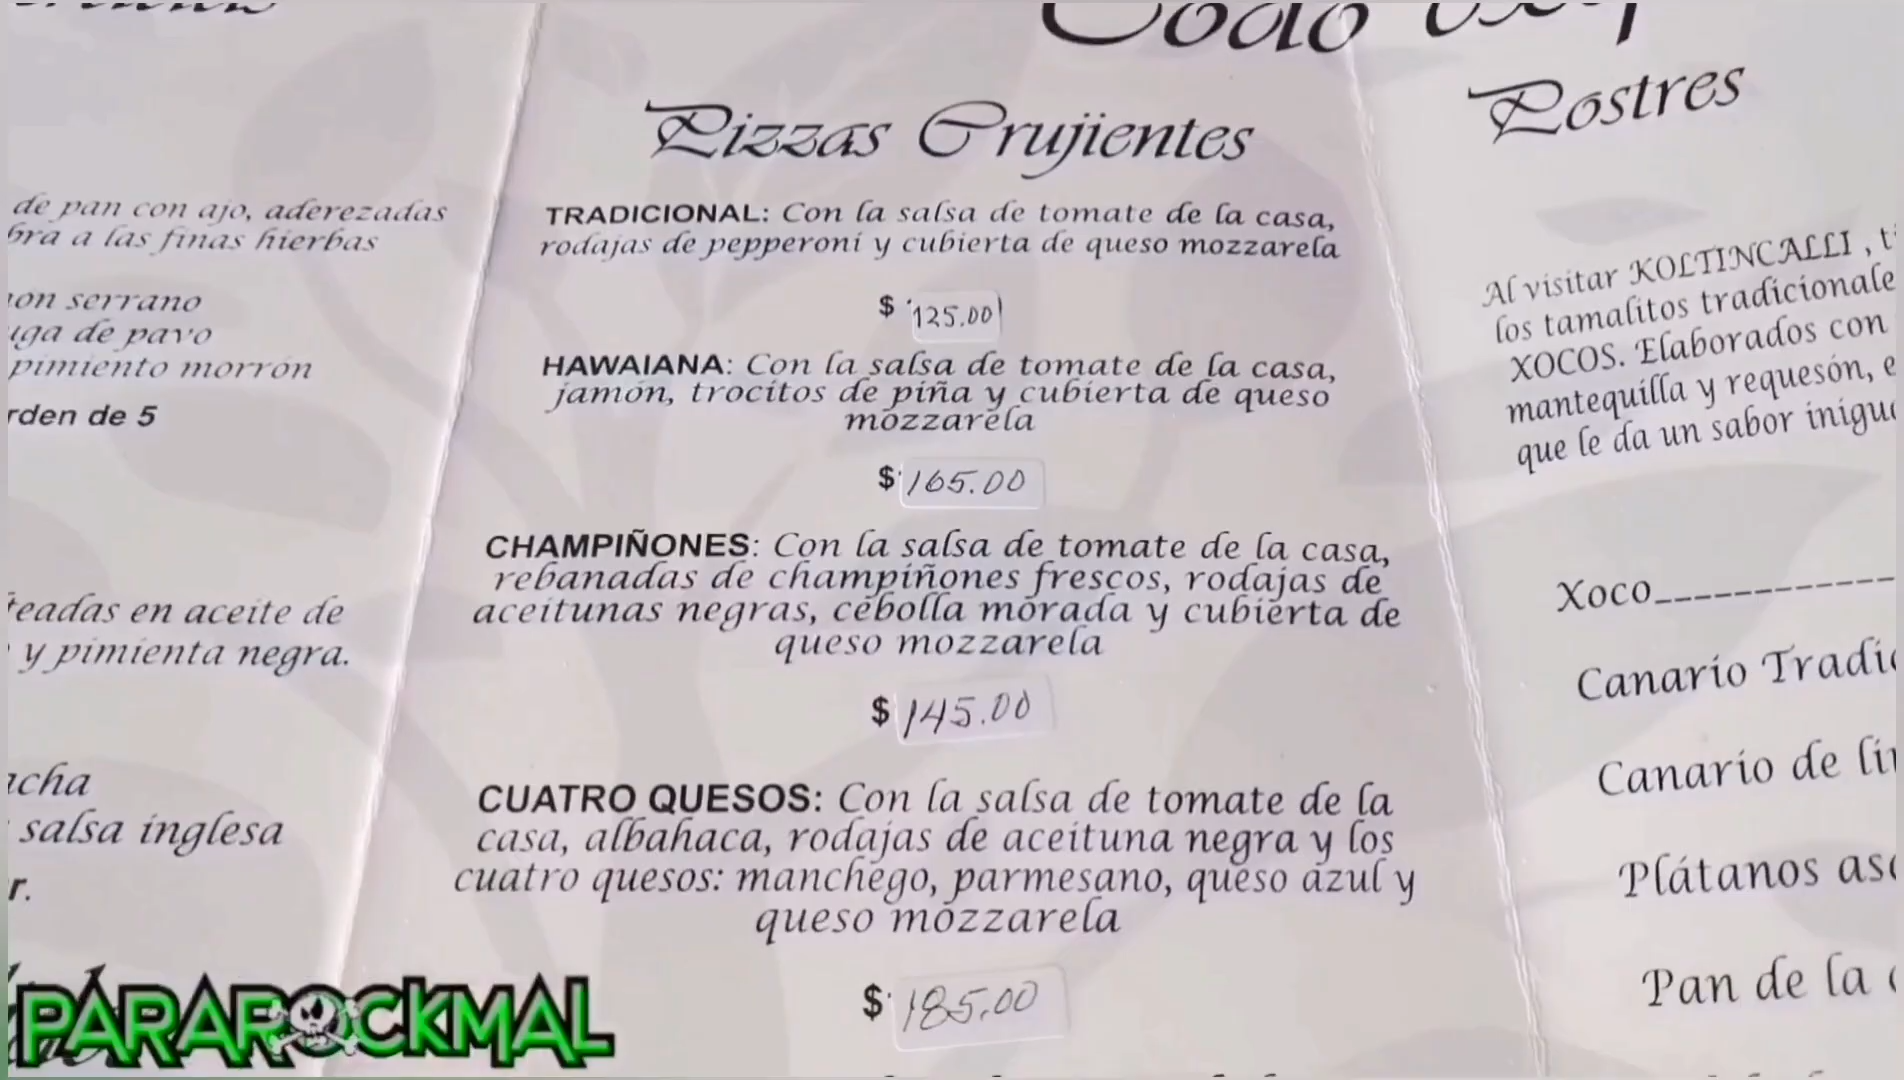 de pan con ajo, aderezadas
a las finas hierbas
serrano
de pavo
pimiento morrón
de 5
en aceite de
y pimienta negra.
salsa inglesa
Pizzas Crujientes
TRADICIONAL: Con la salsa de tomate de la casa,
rodajas de pepperoni y cubierta de queso mozzarela
$ 125.00
HAWAIANA: Con la salsa de tomate de la casa,
jamón, trocitos de piña y cubierta de queso
mozzarela
$ 165.00
CHAMPIÑONES: Con la salsa de tomate de la casa,
rebanadas de champiñones frescos, rodajas de
aceitunas negras, cebolla morada y cubierta de
queso mozzarela
$ 145.00
CUATRO QUESOS: Con la salsa de tomate de la
casa, albahaca, rodajas de aceituna negra y los
cuatro quesos: manchego, parmesano, queso azul y
queso mozzarela
$ 185.00
Postres
Al visitar KOLTINCALLI,
los tamalitos
XOCOS. Elaborados con
mantequilla y requesón,
que le da un sabor
Xoco
Canario
Canario de
Plátanos
Pan de la
PARAROCKMAL